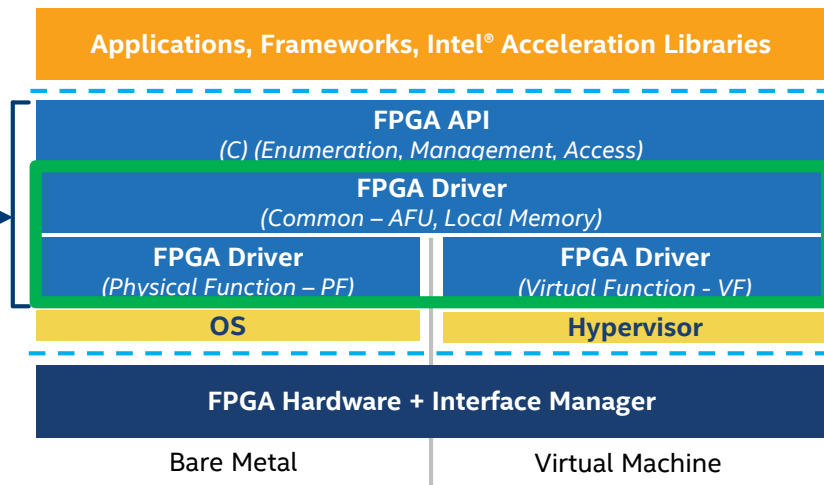 Applications, Frameworks, Intel® Acceleration Libraries
FPGA API
(C) (Enumeration, Management, Access)
FPGA Driver
(Common – AFU, Local Memory)
FPGA Driver
(Physical Function – PF)
FPGA Driver
(Virtual Function - VF)
OS
Hypervisor
FPGA Hardware + Interface Manager
Bare Metal
Virtual Machine